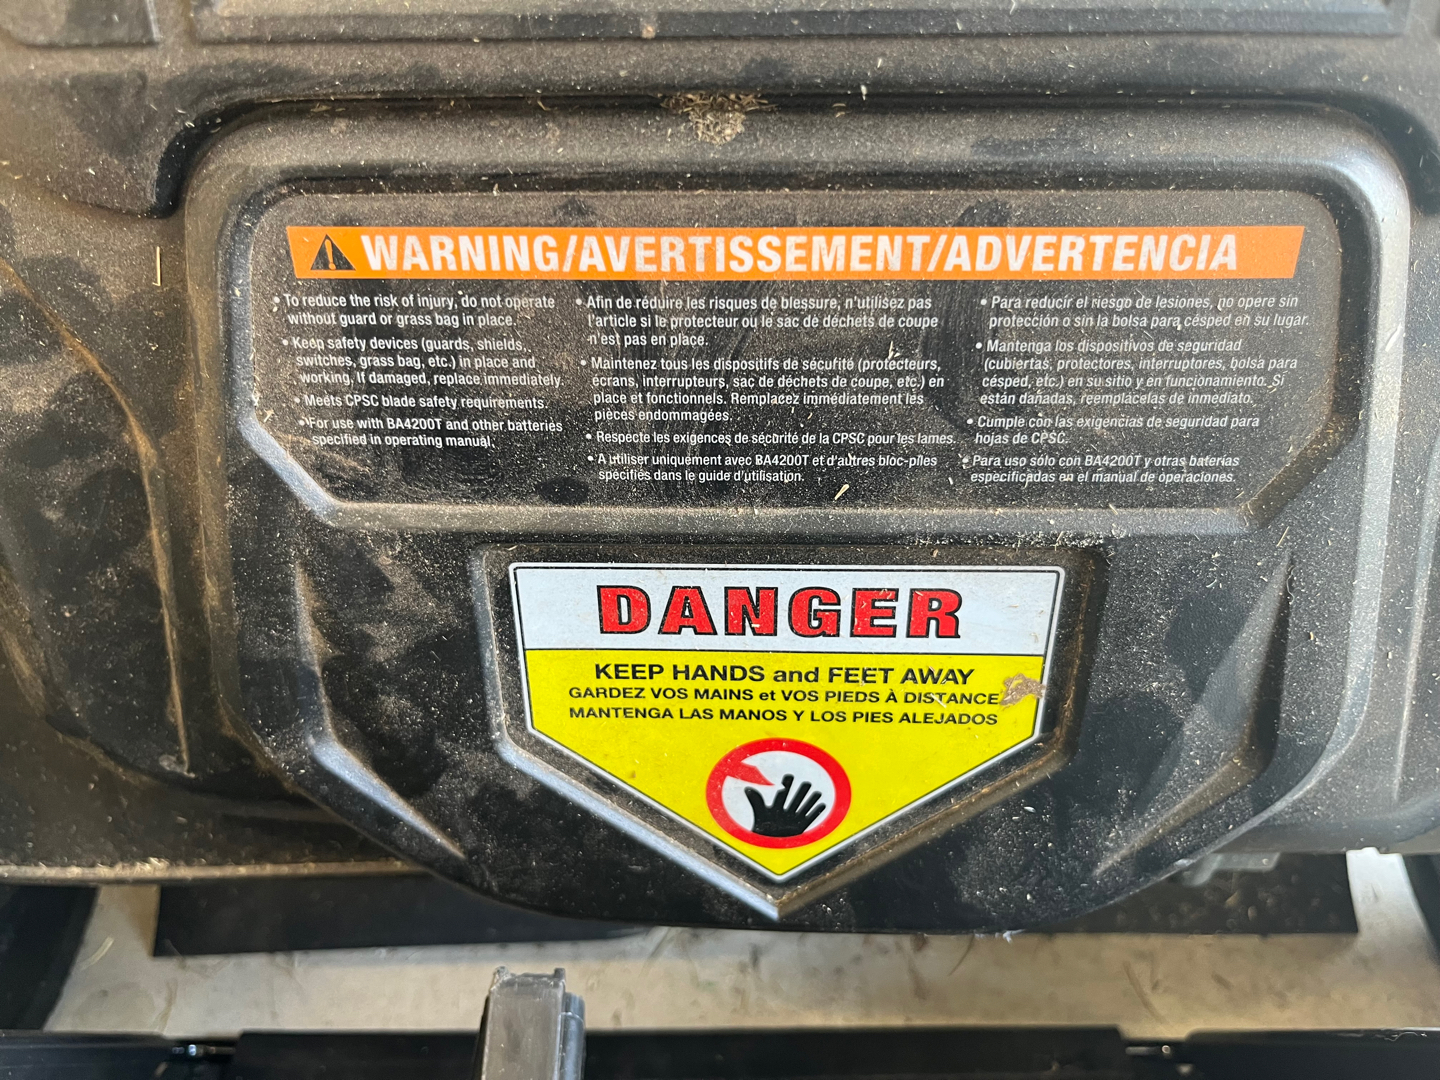 WARNING/AVERTISSEMENT/ADVERTENCIA
• To reduce the risk of injury, do not operate
without guard or grass bag in place.
• Keep safety devices (guards, shields,
switches, grass bag, etc.) in place and
working. If damaged, replace immediately.
• Meets CPSC blade safety requirements.
• For use with BA4200T and other batteries
specified in operating manual.
• Afin de réduire les risques de blessure, n'utilisez pas
l'article si le protecteur ou le sac de déchets de coupe
n'est pas en place.
• Maintenez tous les dispositifs de sécurité (protecteurs,
écrans, interrupteurs, sac de déchets de coupe, etc.) en
place et fonctionnels. Remplacez immédiatement les
pièces endommagées.
• Respecte les exigences de sécurité de la CPSC pour les lames.
• A utiliser uniquement avec BA4200T et d'autres bloc-piles
spécifiés dans le guide d'utilisation.
• Para reducir el riesgo de lesiones, no opere sin
protección o sin la bolsa para césped en su lugar.
• Mantenga los dispositivos de seguridad
(cubiertas, protectores, interruptores, bolsa para
césped, etc.) en su sitio y en funcionamiento. Si
están dañadas, reemplácelas de inmediato.
• Cumple con las exigencias de seguridad para
hojas de CPSC.
• Para uso sólo con BA4200T y otras baterías
especificadas en el manual de operaciones.
DANGER
KEEP HANDS and FEET AWAY
GARDEZ VOS MAINS et VOS PIEDS À DISTANCE
MANTENGA LAS MANOS Y LOS PIES ALEJADOS